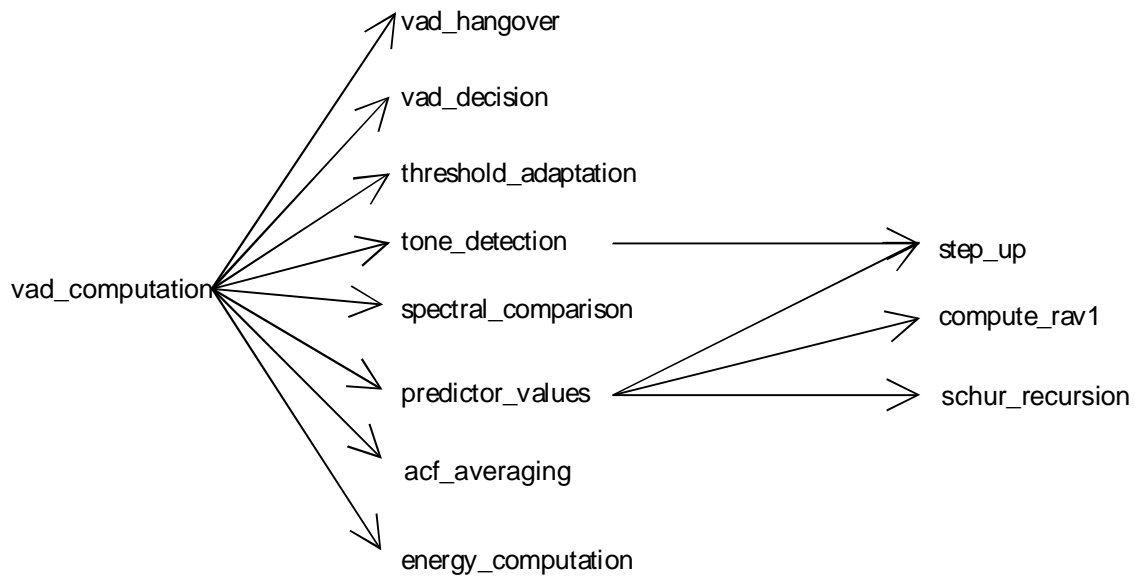 vad_hangover
vad_decision
threshold_adaptation
tone_detection
step_up
vad_computation
spectral_comparison
compute_rav1
predictor_values
schur_recursion
acf_averaging
energy_computation